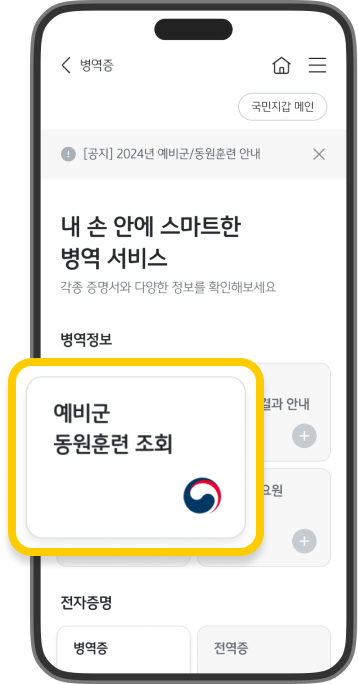 병역증
국민지갑 메인
[공지] 2024년 예비군/동원훈련 안내
내 손 안에 스마트한
병역 서비스
각종 증명서와 다양한 정보를 확인해보세요
병역정보
예비군
동원훈련 조회
결과 안내
요원
전자증명
병역증
전역증